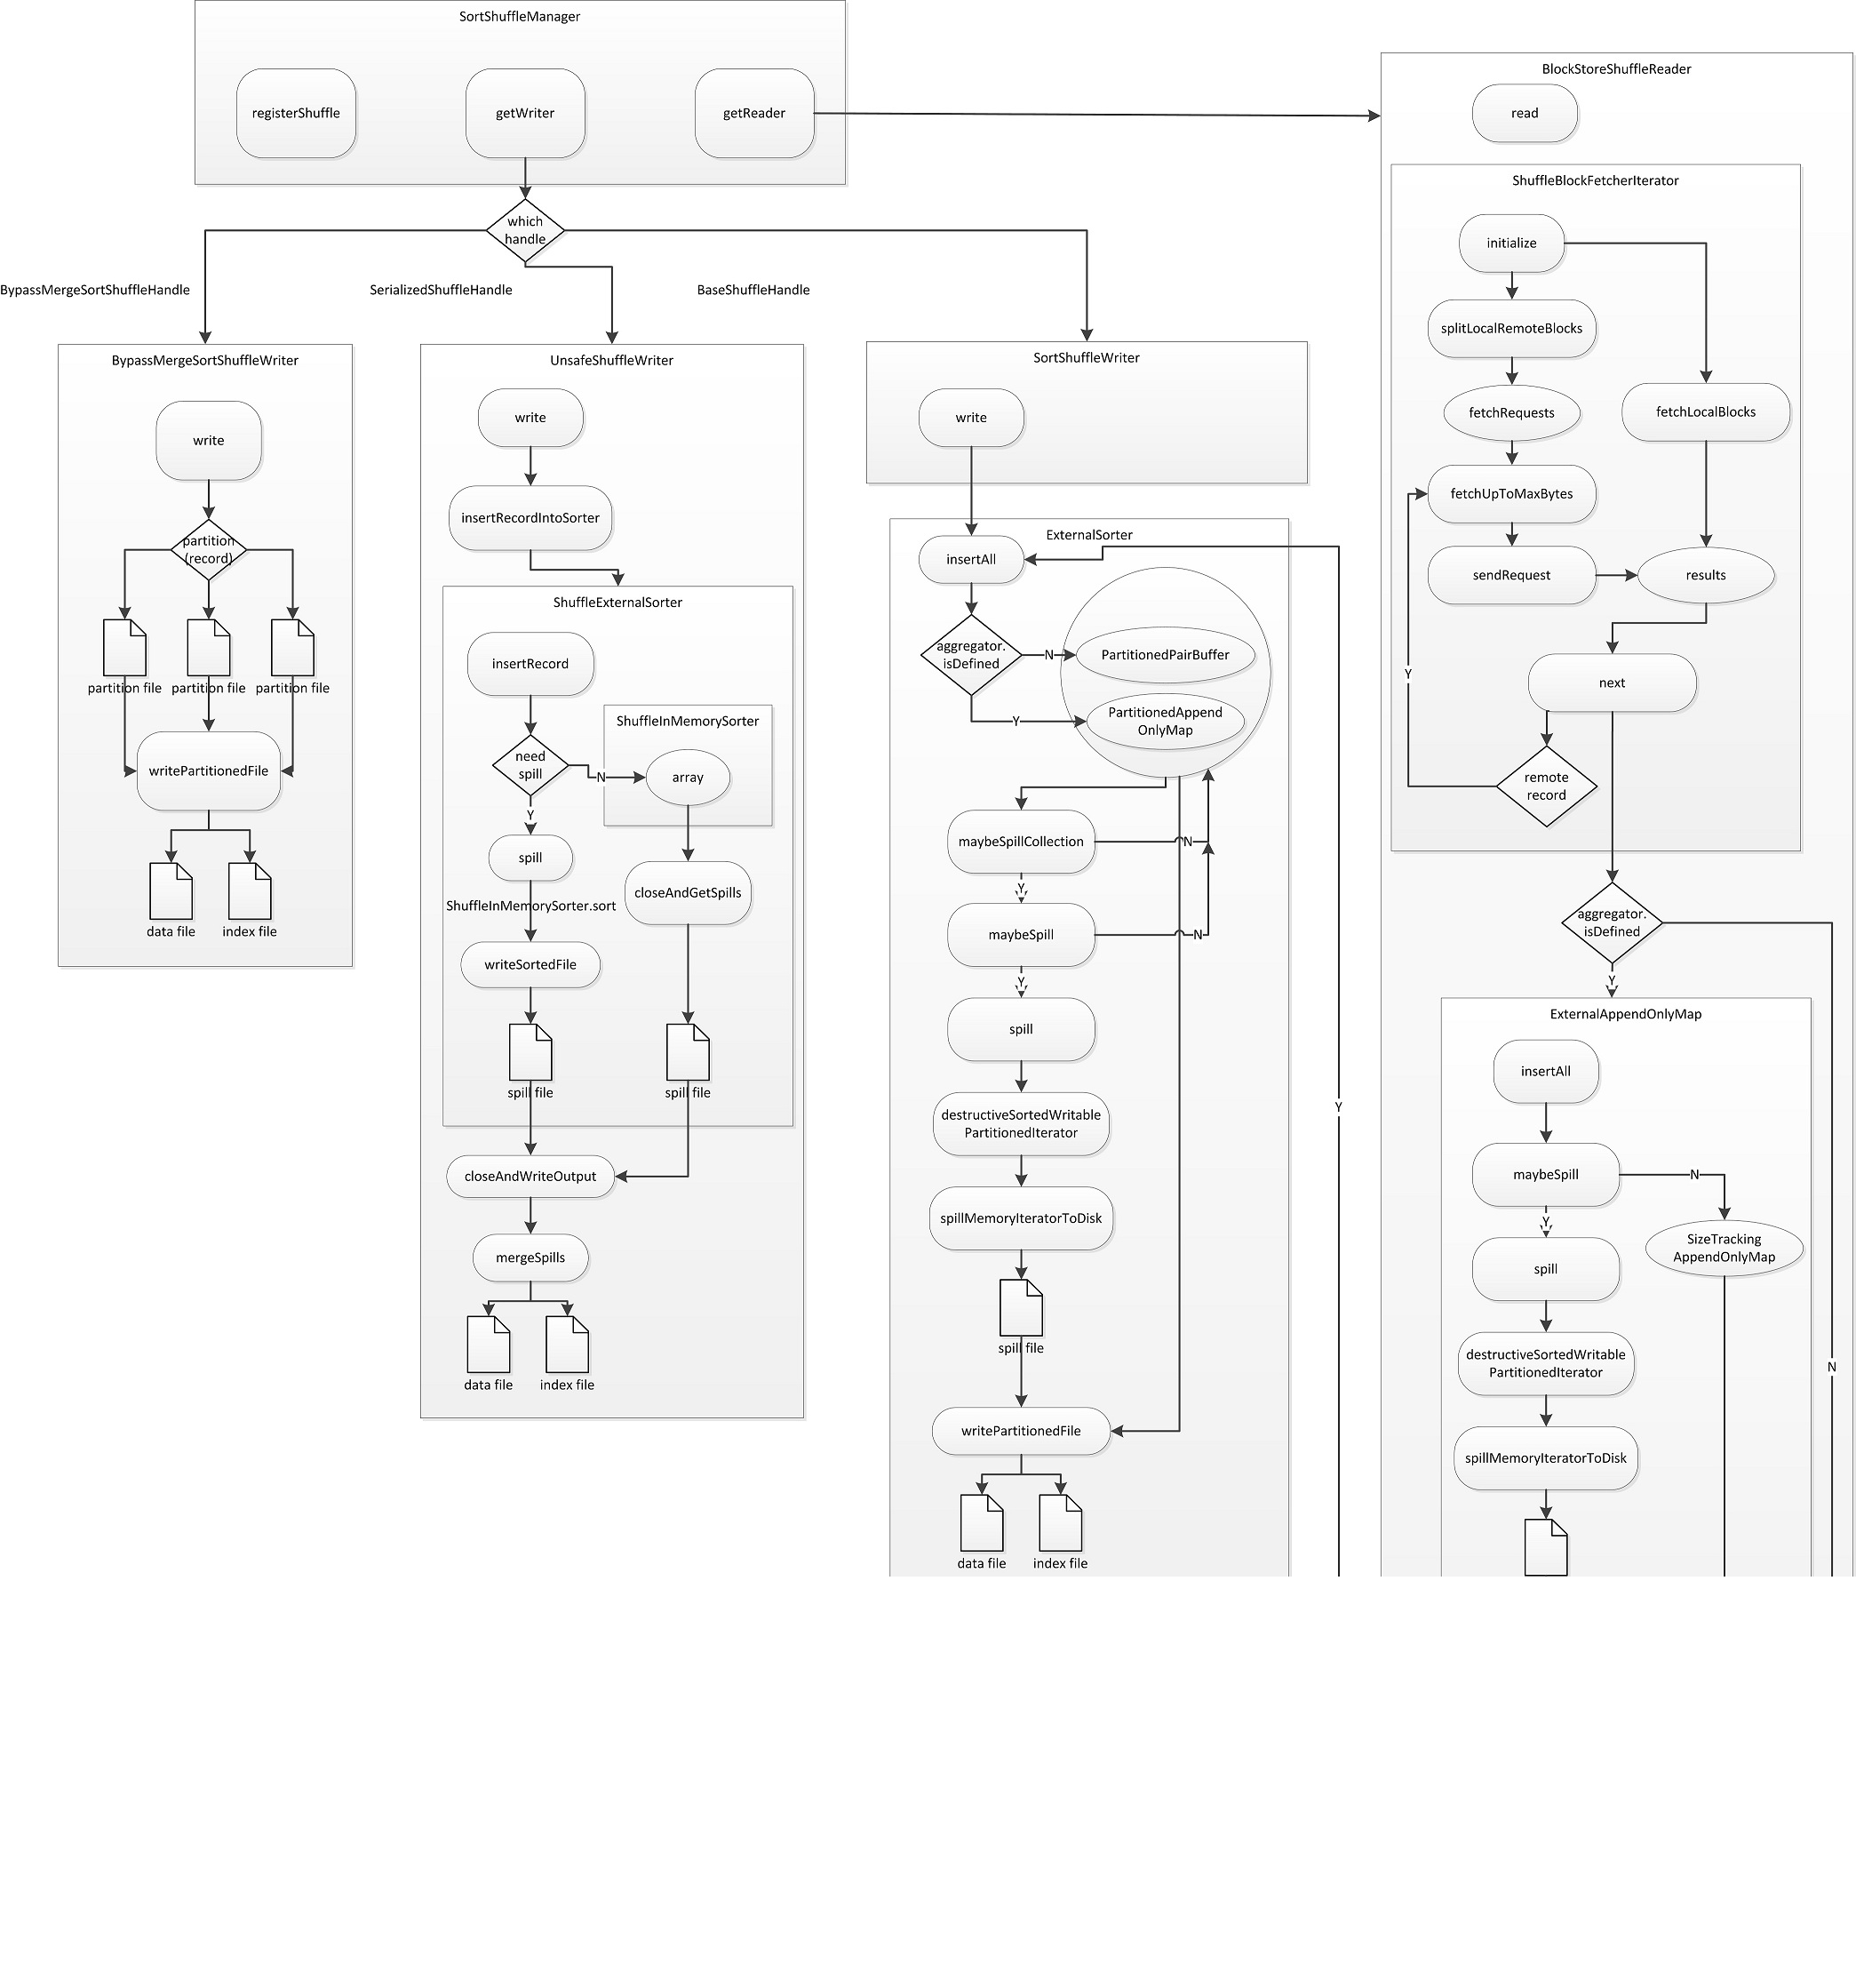 SortShuffleManager
registerShuffle
getWriter
getReader
which
handle
BypassMergeSortShuffleHandle
SerializedShuffleHandle
BaseShuffleHandle
BypassMergeSortShuffleWriter
write
partition
(record)
partition file
partition file
partition file
writePartitionedFile
data file
index file
UnsafeShuffleWriter
write
insertRecordIntoSorter
ShuffleExternalSorter
insertRecord
need
spill
N
Y
ShuffleInMemorySorter
array
spill
ShuffleInMemorySorter.sort
closeAndGetSpills
writeSortedFile
spill file
spill file
closeAndWriteOutput
mergeSpills
data file
index file
SortShuffleWriter
write
ExternalSorter
insertAll
aggregator.
isDefined
N
PartitionedPairBuffer
Y
PartitionedAppend
OnlyMap
maybeSpillCollection
N
Y
maybeSpill
N
Y
spill
destructiveSortedWritable
PartitionedIterator
spillMemoryIteratorToDisk
spill file
writePartitionedFile
data file
index file
Y
BlockStoreShuffleReader
read
ShuffleBlockFetcherIterator
initialize
splitLocalRemoteBlocks
fetchRequests
fetchLocalBlocks
fetchUpToMaxBytes
sendRequest
results
Y
next
remote
record
aggregator.
isDefined
Y
N
ExternalAppendOnlyMap
insertAll
maybeSpill
N
Y
SizeTracking
AppendOnlyMap
spill
destructiveSortedWritable
PartitionedIterator
spillMemoryIteratorToDisk